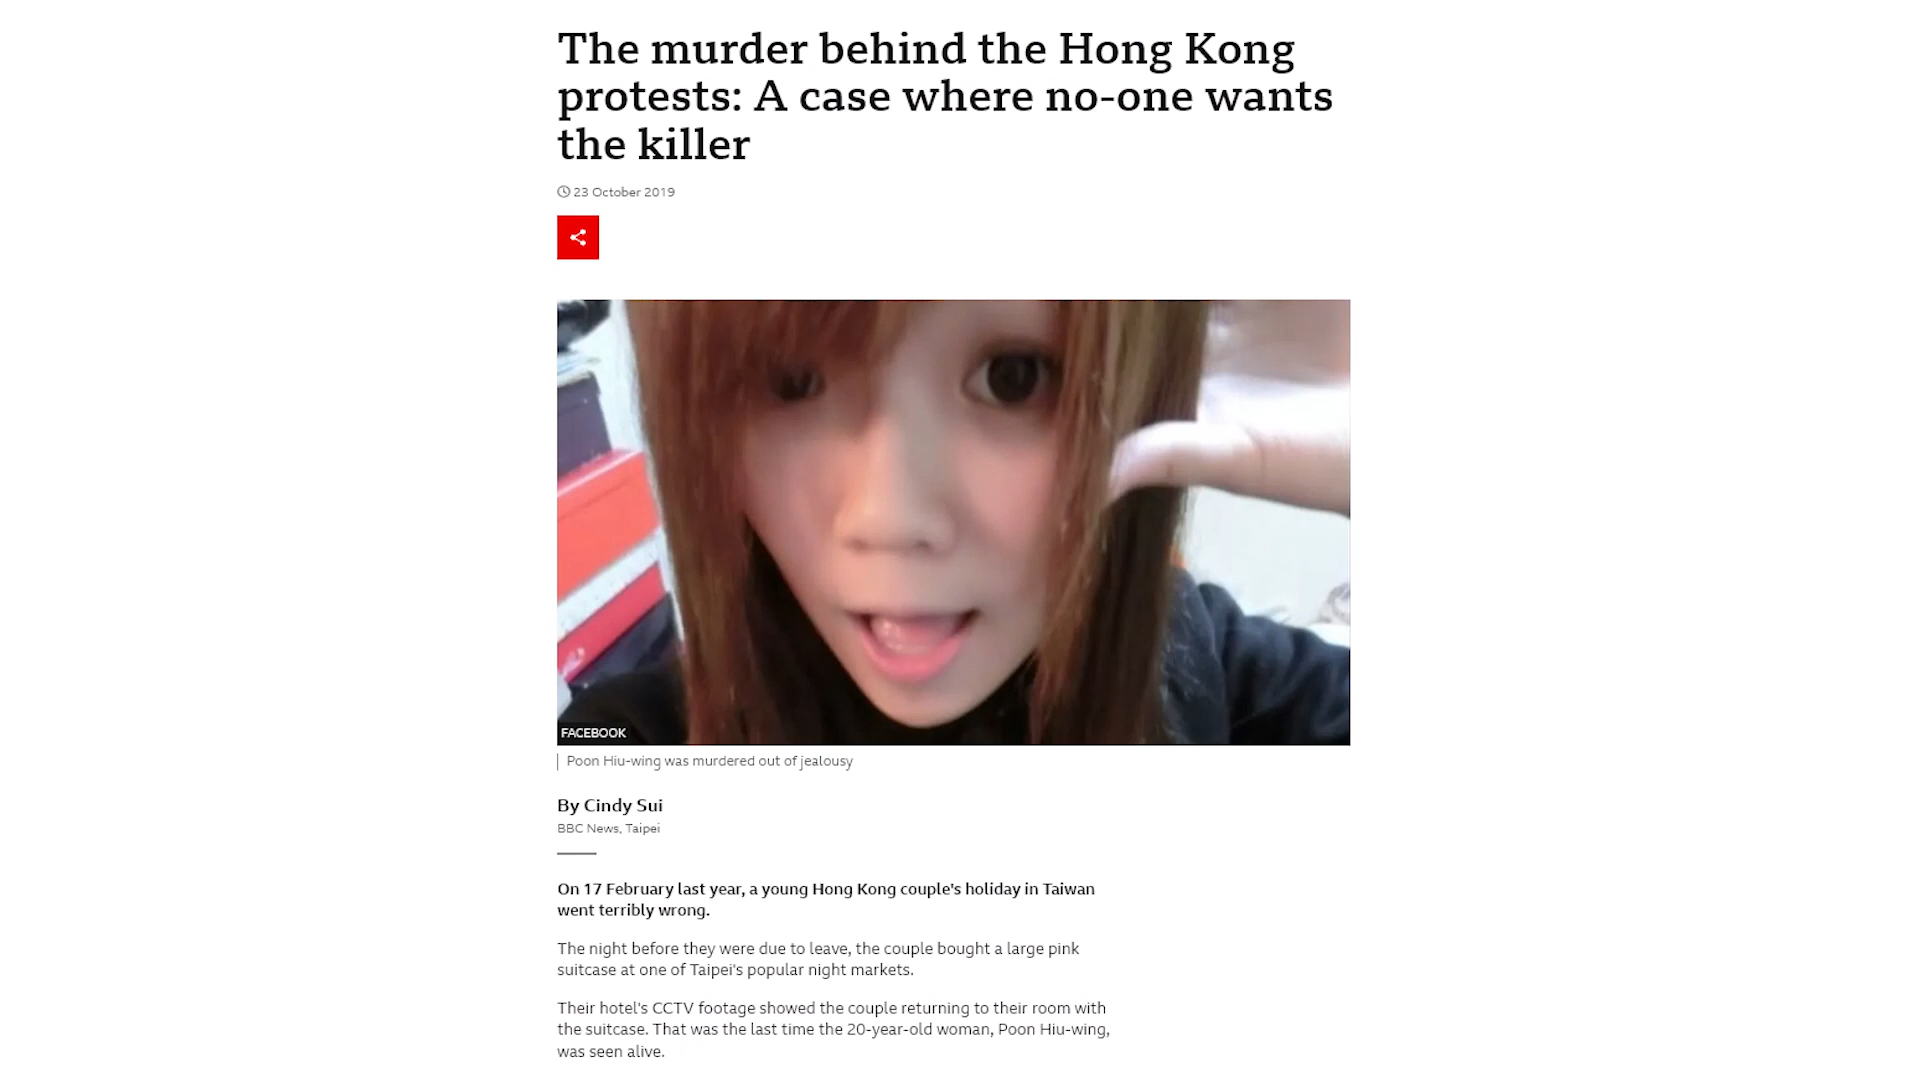 The murder behind the Hong Kong
protests: A case where no-one wants
the killer
23 October 2019
FACEBOOK
Poon Hiu-wing was murdered out of jealousy
By Cindy Sui
BBC News, Taipei
On 17 February last year, a young Hong Kong couple's holiday in Taiwan
went terribly wrong.
The night before they were due to leave, the couple bought a large pink
suitcase at one of Taipei's popular night markets.
Their hotel's CCTV footage showed the couple returning to their room with
the suitcase. That was the last time the 20-year-old woman, Poon Hiu-wing,
was seen alive.